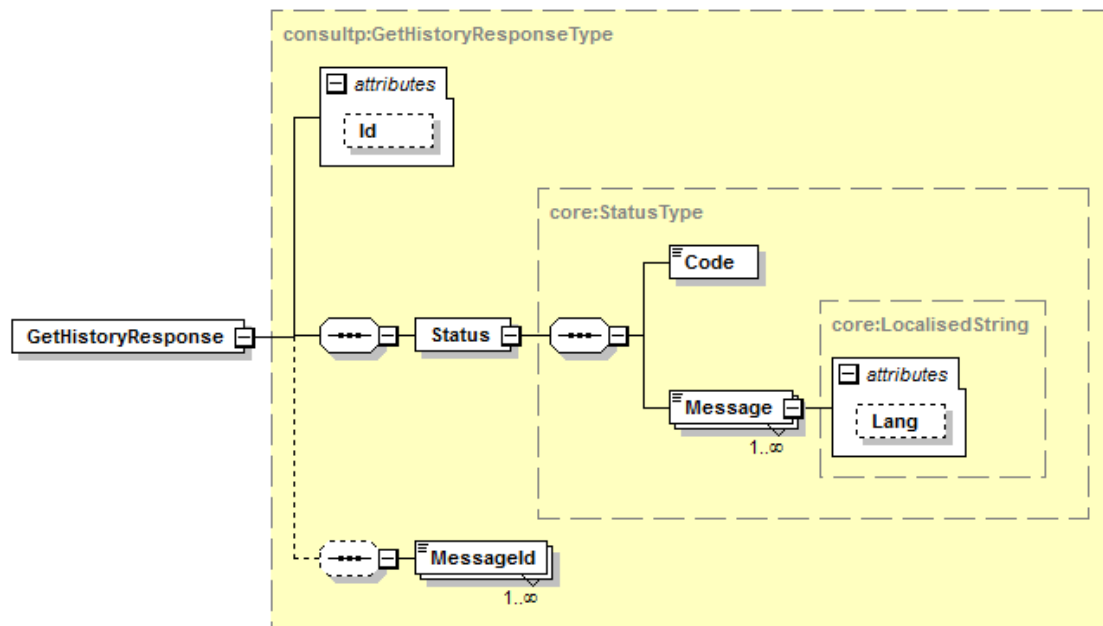 consultp:GetHistoryResponseType
attributes
Id
core:StatusType
Code
core:LocalisedString
GetHistoryResponse
Status
attributes
Message
Lang
1..∞
MessageId
1..∞